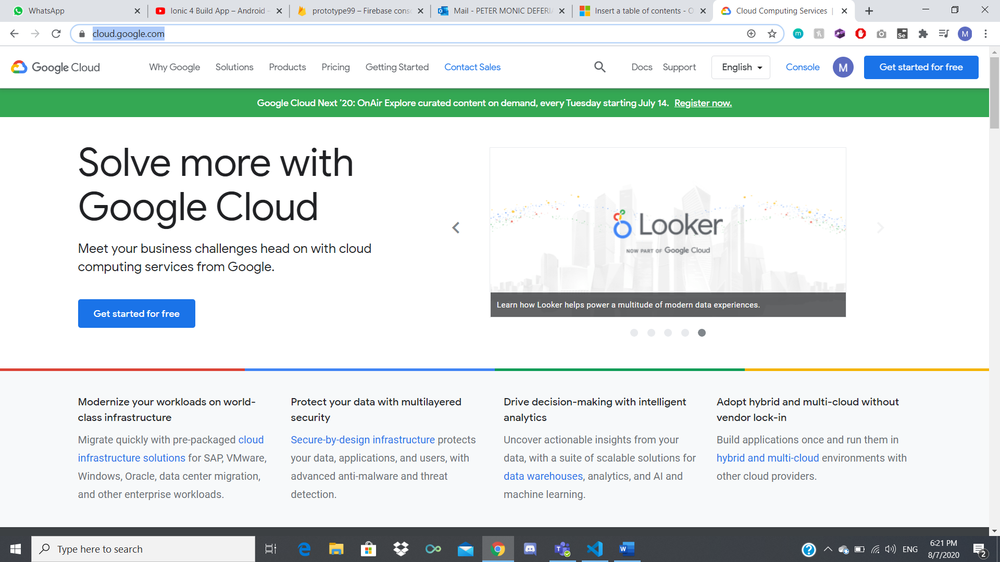 WhatsApp
Ionic 4 Build App – Android –
prototype99 – Firebase cons
Mail - PETER MONIC DEFERIA
Insert a table of contents - O
Cloud Computing Services |
cloud.google.com
Se
M
Google Cloud
Why Google
Solutions
Products
Pricing
Getting Started
Contact Sales
Docs
Support
English
Console
M
Get started for free
Google Cloud Next ’20: OnAir Explore curated content on demand, every Tuesday starting July 14. Register now.
Solve more with
Google Cloud
Meet your business challenges head on with cloud
computing services from Google.
Get started for free
Looker
NOW PART OF Google Cloud
Learn how Looker helps power a multitude of modern data experiences.
Modernize your workloads on world-
class infrastructure
Migrate quickly with pre-packaged cloud
infrastructure solutions for SAP, VMware,
Windows, Oracle, data center migration,
and other enterprise workloads.
Protect your data with multilayered
security
Secure-by-design infrastructure protects
your data, applications, and users, with
advanced anti-malware and threat
detection.
Drive decision-making with intelligent
analytics
Uncover actionable insights from your
data, with a suite of scalable solutions for
data warehouses, analytics, and AI and
machine learning.
Adopt hybrid and multi-cloud without
vendor lock-in
Build applications once and run them in
hybrid and multi-cloud environments with
other cloud providers.
Type here to search
ENG
6:21 PM
8/7/2020
2